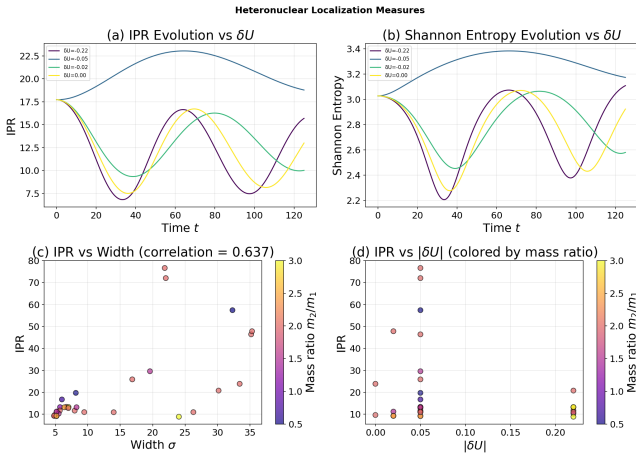 Heteronuclear Localization Measures
(a) IPR Evolution vs δU
(b) Shannon Entropy Evolution vs δU
δU=-0.22
δU=-0.05
δU=-0.02
δU=0.00
δU=-0.22
δU=-0.05
δU=-0.02
δU=0.00
22.5
20.0
17.5
15.0
12.5
10.0
7.5
IPR
0 20 40 60 80 100 120
Time t
3.4
3.2
3.0
2.8
2.6
2.4
2.2
Shannon Entropy
0 20 40 60 80 100 120
Time t
(c) IPR vs Width (correlation = 0.637)
(d) IPR vs |δU| (colored by mass ratio)
80
70
60
50
40
30
20
10
IPR
5 10 15 20 25 30 35
Width σ
3.0
2.5
2.0
1.5
1.0
0.5
Mass ratio m₂/m₁
80
70
60
50
40
30
20
10
IPR
0.00 0.05 0.10 0.15 0.20
|δU|
3.0
2.5
2.0
1.5
1.0
0.5
Mass ratio m₂/m₁